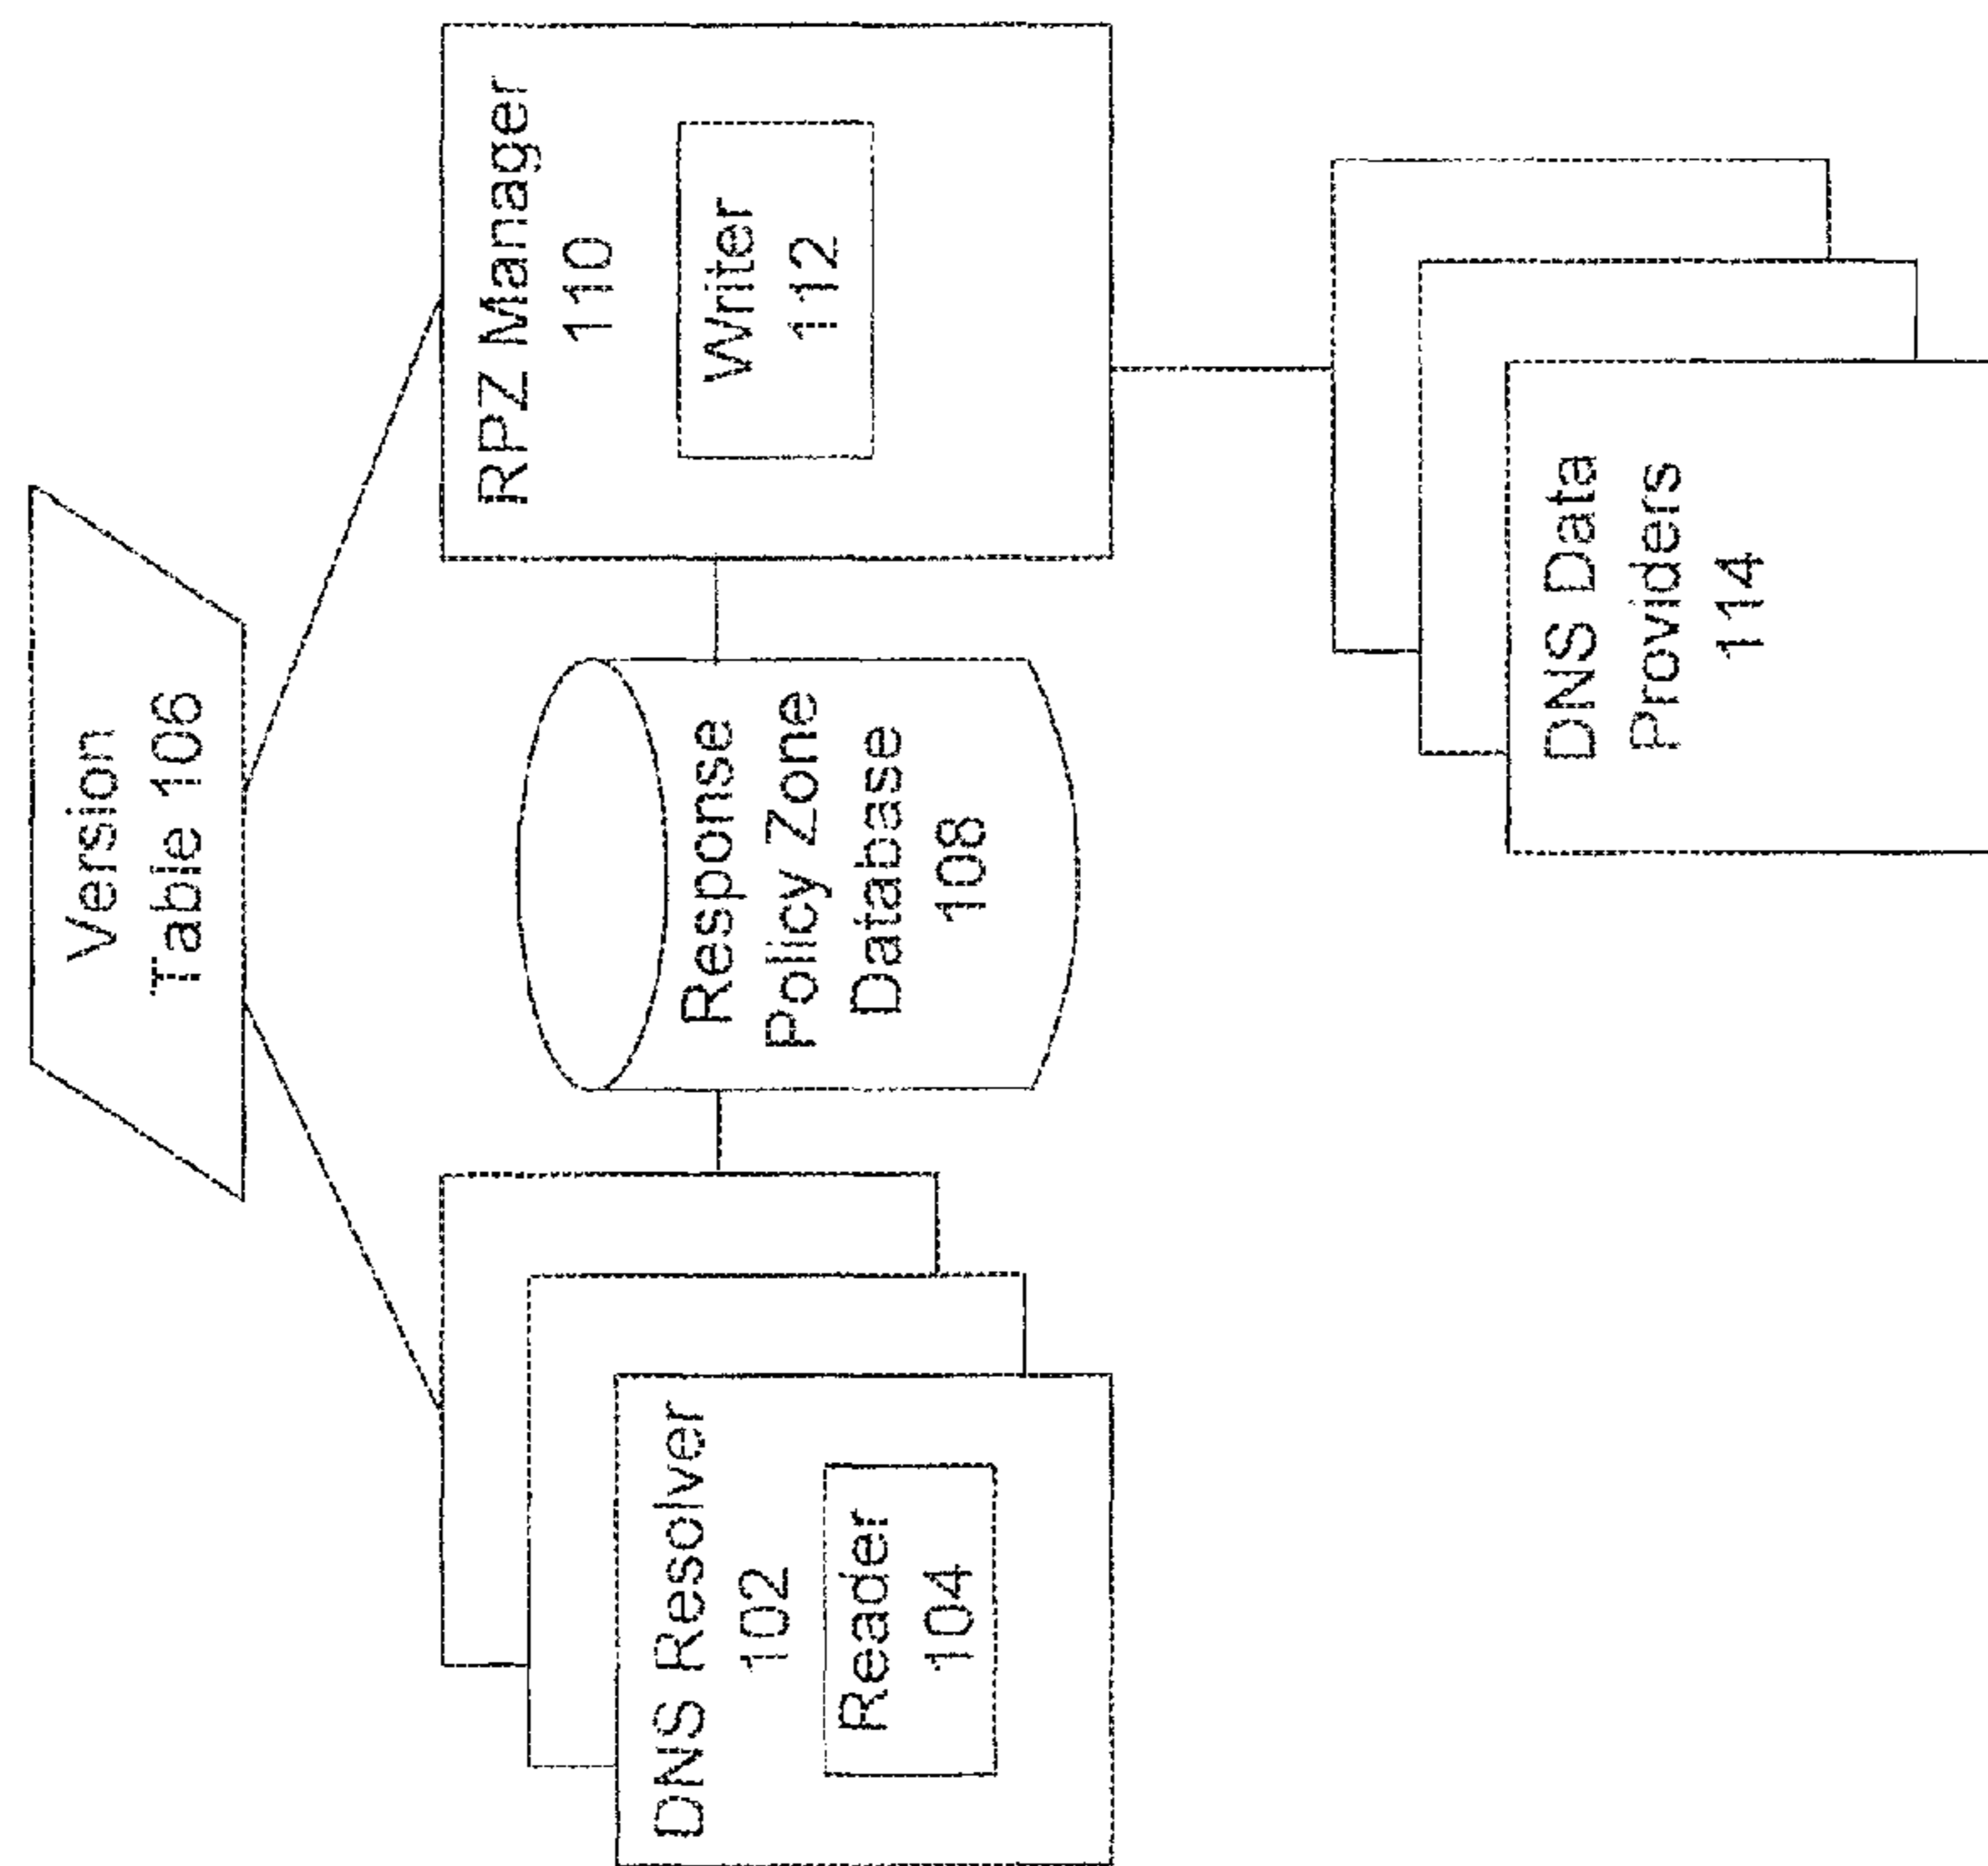 Version
Table 106
DNS Resolver
102
Reader
104
Response
Policy Zone
Database
108
RPZ Manager
110
Writer
112
DNS Data
Providers
114